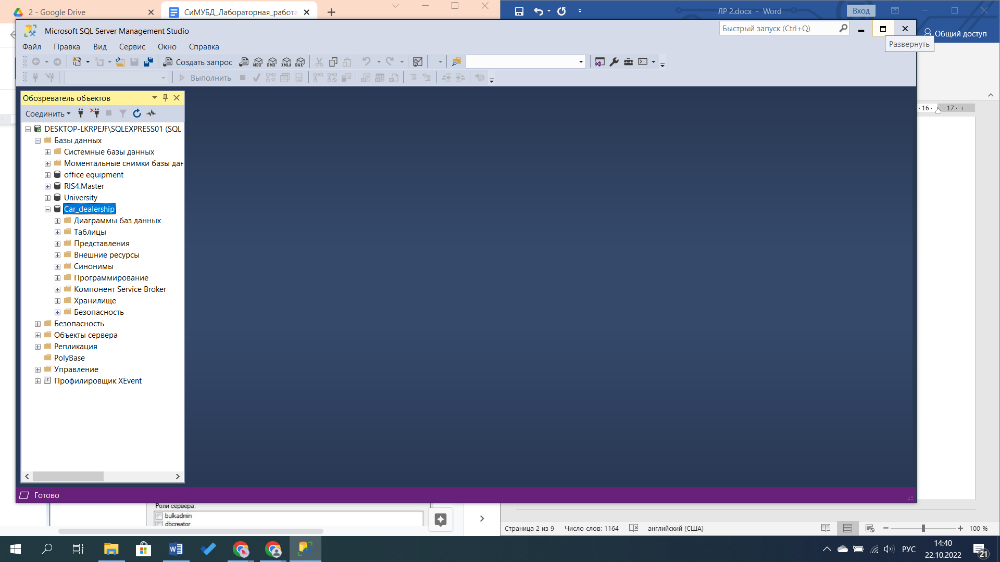 2 - Google Drive
СиМУБД_Лабораторная_работа
ЛР 2.docx - Word
Вход
Microsoft SQL Server Management Studio
Быстрый запуск (Ctrl+Q)
Общий доступ
Развернуть
Файл Правка Вид Сервис Окно Справка
Создать запрос
MDX DMX XMLA DAX
Выполнить
Обозреватель объектов
Соединить
16 17
DESKTOP-LKRPEJF\SQLEXPRESS01 (SQL
Базы данных
Системные базы данных
Моментальные снимки базы дан
office equipment
RIS4.Master
University
Car_dealership
Диаграммы баз данных
Таблицы
Представления
Внешние ресурсы
Синонимы
Программирование
Компонент Service Broker
Хранилище
Безопасность
Безопасность
Объекты сервера
Репликация
PolyBase
Управление
Профилировщик XEvent
Готово
Роли сервера:
bulkadmin
dbcreator
Страница 2 из 9 Число слов: 1164 английский (США) 100 %
РУС
14:40
22.10.2022
21